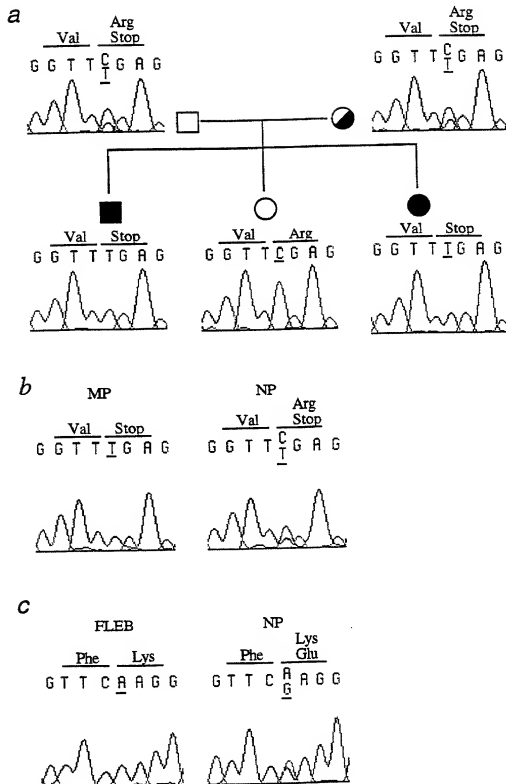 a
Arg
Val Stop
G G T T C G A G
T
Arg
Val Stop
G G T T C G A G
T
Val Stop
G G T T T G A G
Val Arg
G G T T C G A G
Val Stop
G G T T T G A G
b
MP
Val Stop
G G T T T G A G
NP
Arg
Val Stop
G G T T C G A G
T
c
FLEB
Phe Lys
G T T C A A G G
NP
Lys
Phe Glu
G T T C A A G G
G